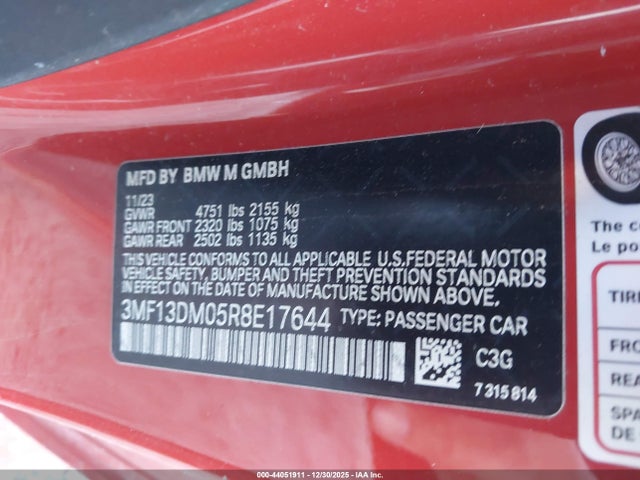 MFD BY BMW M GMBH
11/23
GVWR 4751 lbs 2155 kg
GAWR FRONT 2320 lbs 1075 kg
GAWR REAR 2502 lbs 1135 kg
THIS VEHICLE CONFORMS TO ALL APPLICABLE U.S.FEDERAL MOTOR
VEHICLE SAFETY, BUMPER AND THEFT PREVENTION STANDARDS
IN EFFECT ON THE DATE OF MANUFACTURE SHOWN ABOVE.
3MF13DM05R8E17644 TYPE: PASSENGER CAR
C3G
7 315 814
The c
Le po
TI
FRO
REA
SPA
DE
000-44051911 - 12/30/2025 - IAAI Inc.